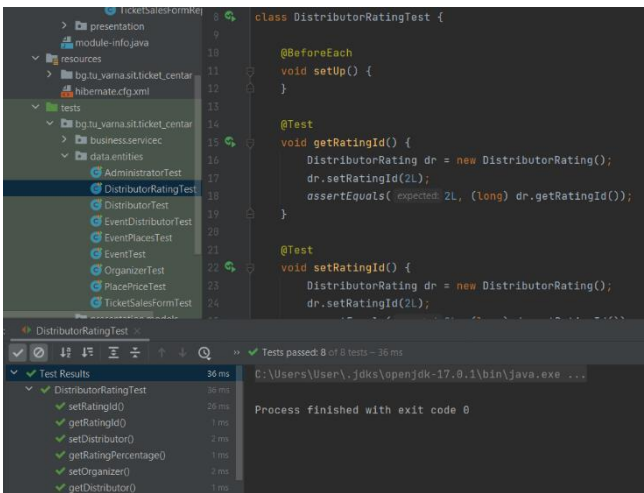 TicketSalesFormRep
presentation
module-info.java
resources
bg.tu_varna.sit.ticket_centar
hibernate.cfg.xml
tests
bg.tu_varna.sit.ticket_centar
business.servicec
data.entities
AdministratorTest
DistributorRatingTest
DistributorTest
EventDistributorTest
EventPlacesTest
EventTest
OrganizerTest
PlacePriceTest
TicketSalesFormTest
presentation.models
8 class DistributorRatingTest {
9
10 @BeforeEach
11 void setUp() {
12 }
13
14 @Test
15 void getRatingId() {
16 DistributorRating dr = new DistributorRating();
17 dr.setRatingId(2L);
18 assertEquals( expected: 2L, (long) dr.getRatingId());
19 }
20
21 @Test
22 void setRatingId() {
23 DistributorRating dr = new DistributorRating();
24 dr.setRatingId(2L);
DistributorRatingTest ×
» Tests passed: 8 of 8 tests – 36 ms
Test Results 36 ms
DistributorRatingTest 36 ms
setRatingId() 26 ms
getRatingId() 1 ms
setDistributor() 2 ms
getRatingPercentage() 1 ms
setOrganizer() 2 ms
getDistributor() 1 ms
C:\Users\User\.jdks\openjdk-17.0.1\bin\java.exe ...
Process finished with exit code 0